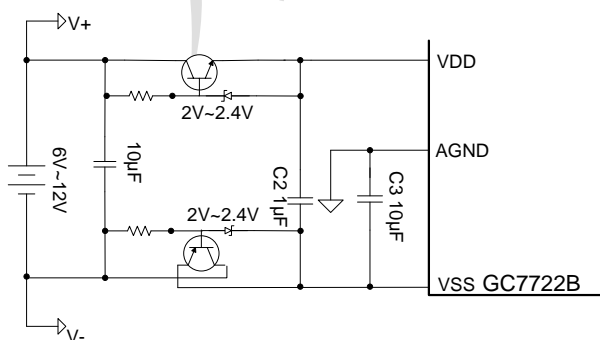 V+
VDD
2V~2.4V
AGND
6V~12V
10µF
C2 1µF
C3 10µF
2V~2.4V
VSS GC7722B
V-